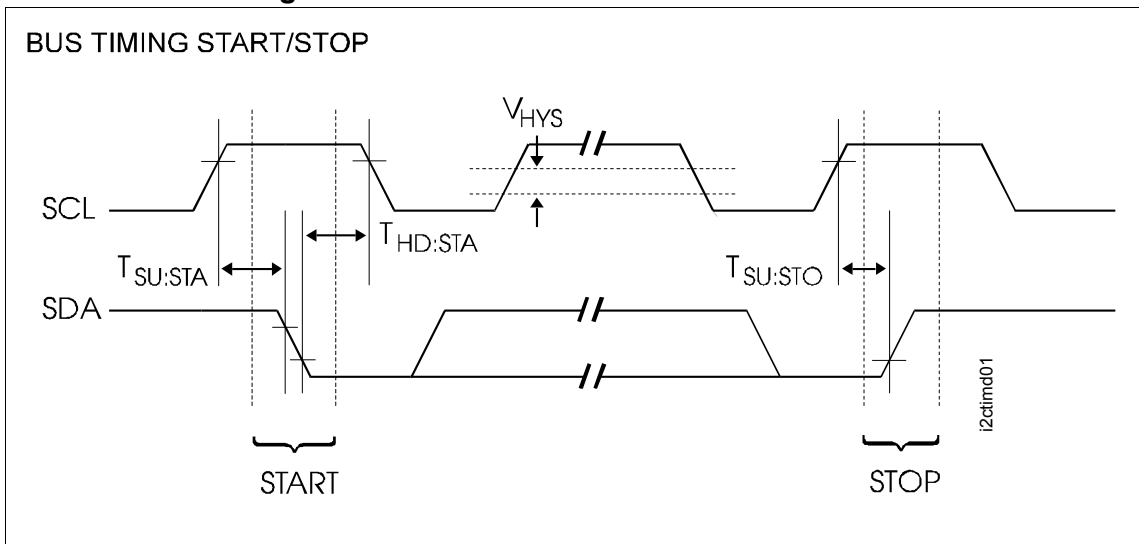 BUS TIMING START/STOP
VHYS
SCL
THD:STA
TSU:STA
TSU:STO
SDA
i2ctimd01
START
STOP